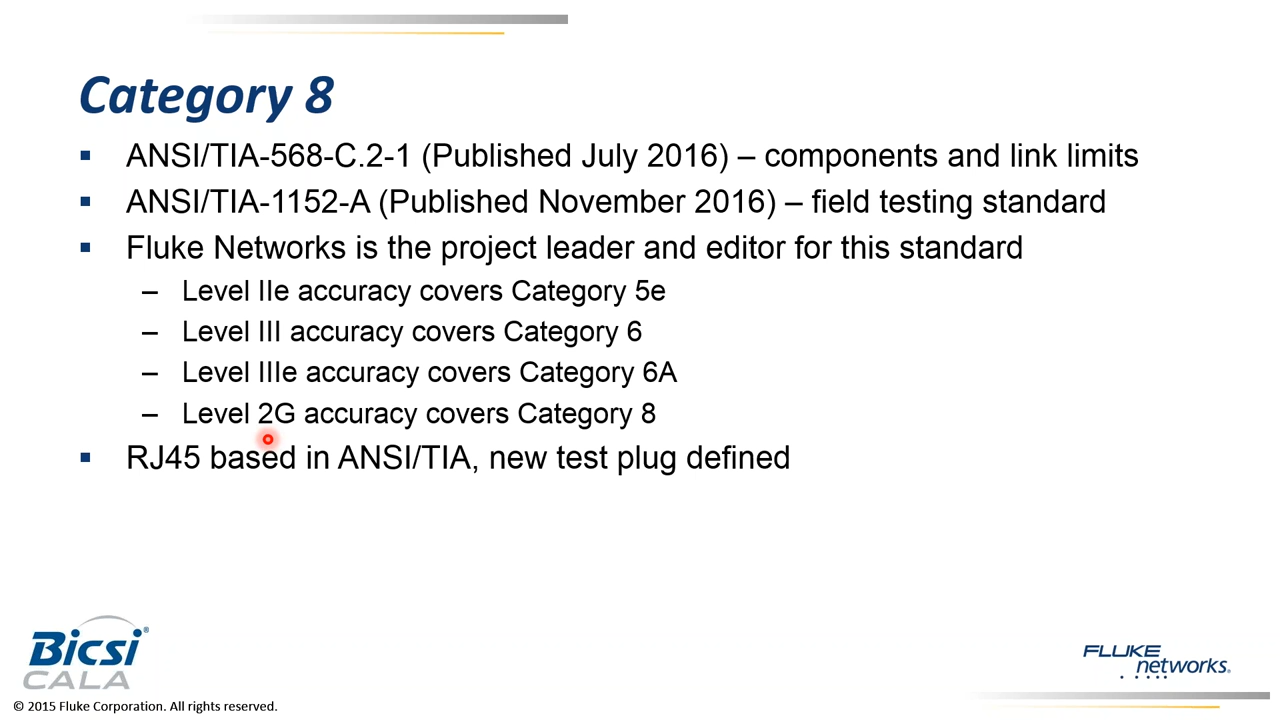 Category 8
▪ ANSI/TIA-568-C.2-1 (Published July 2016) – components and link limits
▪ ANSI/TIA-1152-A (Published November 2016) – field testing standard
▪ Fluke Networks is the project leader and editor for this standard
– Level IIe accuracy covers Category 5e
– Level III accuracy covers Category 6
– Level IIIe accuracy covers Category 6A
– Level 2G accuracy covers Category 8
▪ RJ45 based in ANSI/TIA, new test plug defined
Bicsi®
CALA
FLUKE
networks®
© 2015 Fluke Corporation. All rights reserved.